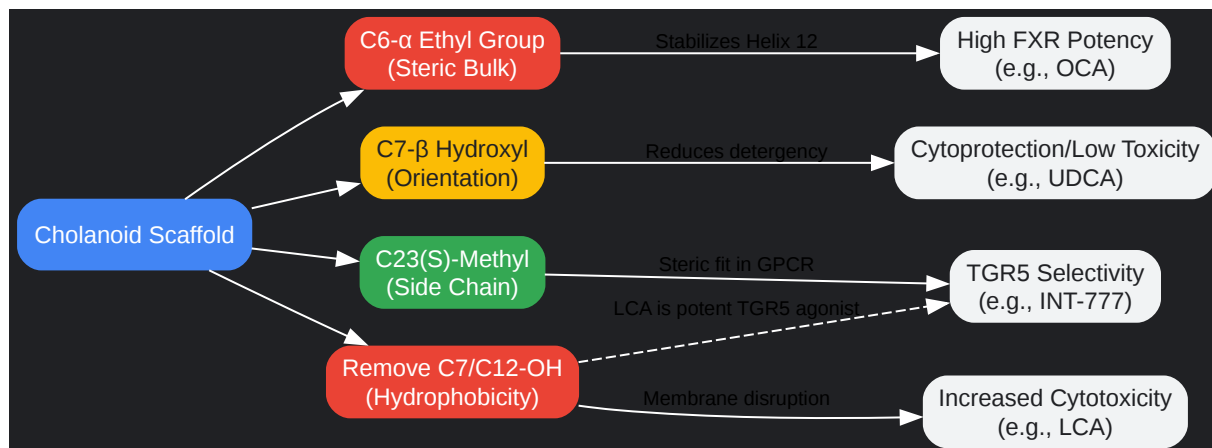 C6-α Ethyl Group
(Steric Bulk)
Stabilizes Helix 12
High FXR Potency
(e.g., OCA)
C7-β Hydroxyl
(Orientation)
Reduces detergency
Cytoprotection/Low Toxicity
(e.g., UDCA)
Cholanoid Scaffold
C23(S)-Methyl
(Side Chain)
Steric fit in GPCR
TGR5 Selectivity
(e.g., INT-777)
LCA is potent TGR5 agonist
Remove C7/C12-OH
(Hydrophobicity)
Membrane disruption
Increased Cytotoxicity
(e.g., LCA)